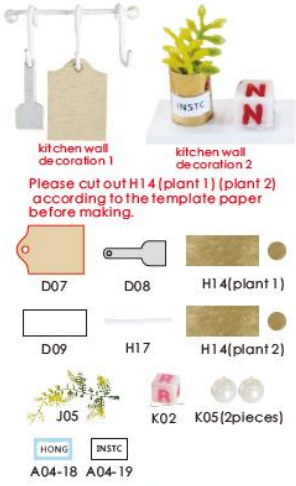 INSTC
N
N
kitchen wall
decoration 1
kitchen wall
decoration 2
Please cut out H14 (plant 1) (plant 2)
according to the template paper
before making.
D07
D08
H14(plant 1)
D09
H17
H14(plant 2)
J05
R
K02
K05(2pieces)
HONG
INSTC
A04-18
A04-19